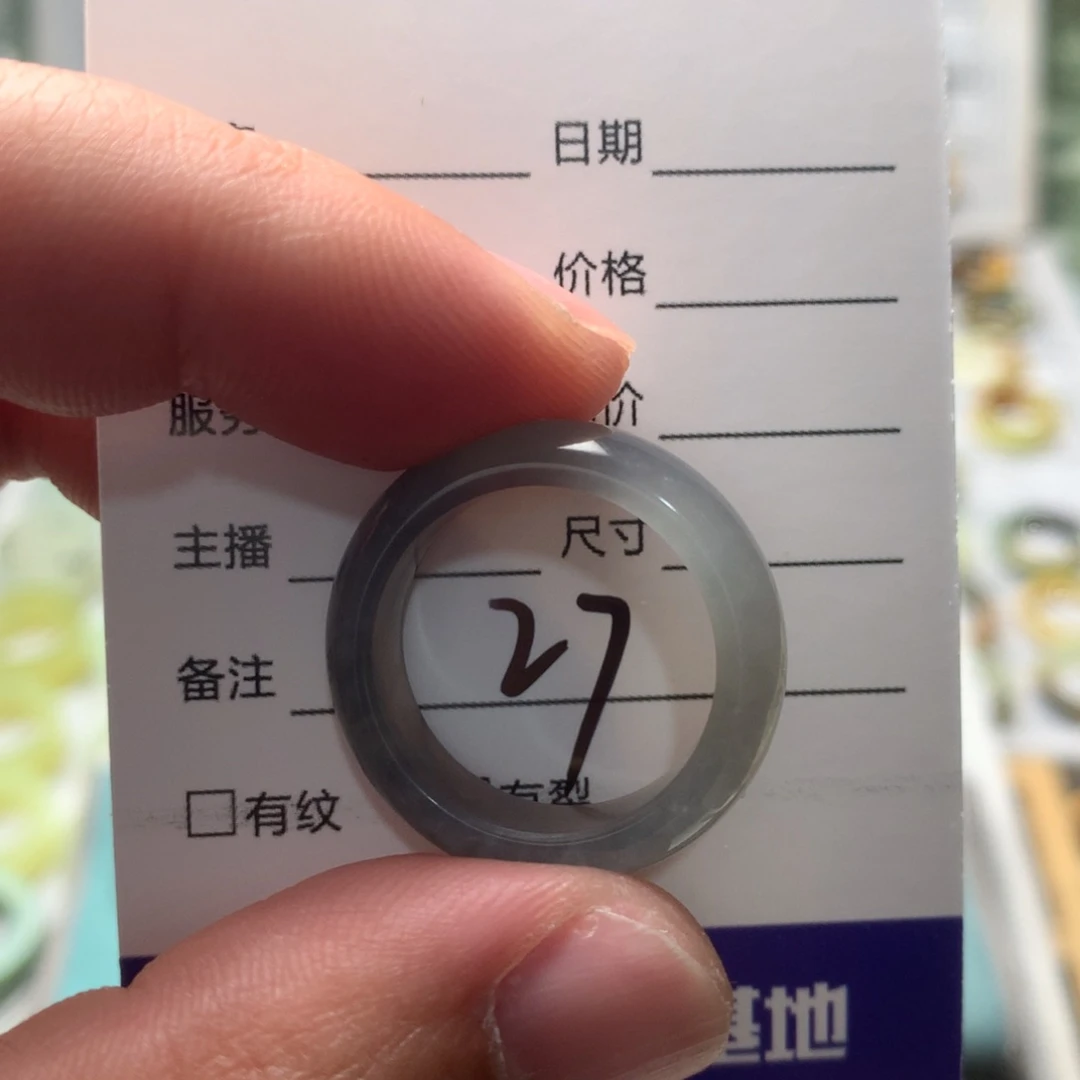 日期
价格
服务 价
主播 尺寸
备注 27
□有纹 有裂
基地